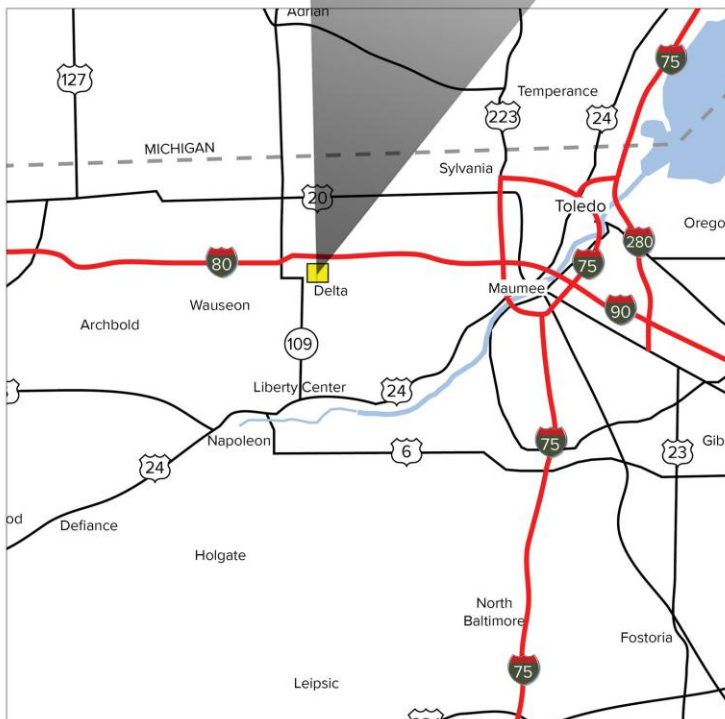 Adrian
75
127
Temperance
223
24
MICHIGAN
Sylvania
20
Toledo
Orego
280
80
75
Delta
Maumee
Wauseon
90
Archbold
109
Liberty Center
24
Napoleon
75
Gib
6
23
24
od
Defiance
Holgate
North
Baltimore
Fostoria
75
Leipsic